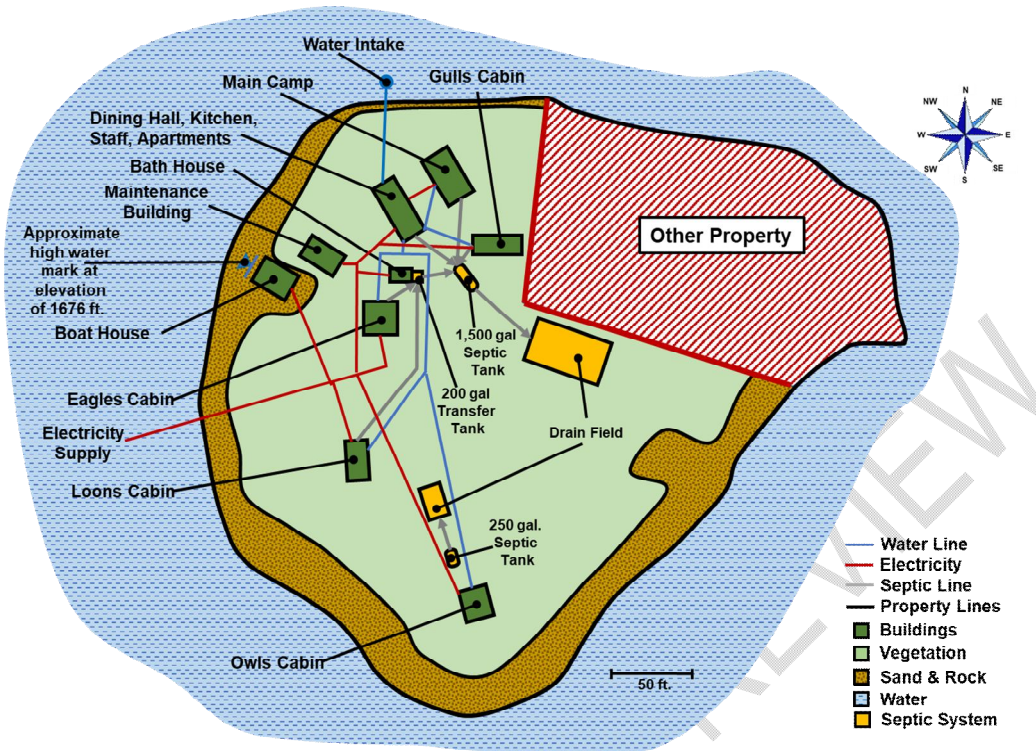 Water Intake
Main Camp
Gulls Cabin
Dining Hall, Kitchen,
Staff, Apartments
Bath House
Maintenance
Building
Approximate
high water
mark at
elevation
of 1676 ft.
Boat House
Eagles Cabin
Electricity
Supply
Loons Cabin
Owls Cabin
Other Property
1,500 gal
Septic
Tank
200 gal
Transfer
Tank
Drain Field
250 gal.
Septic
Tank
50 ft.
N
NE
E
SE
S
SW
W
NW
Water Line
Electricity
Septic Line
Property Lines
Buildings
Vegetation
Sand & Rock
Water
Septic System